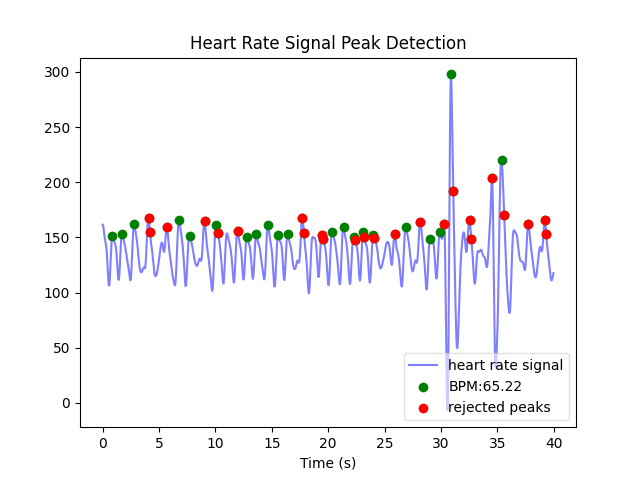 Heart Rate Signal Peak Detection
300
250
200
150
100
50
0
heart rate signal
BPM:65.22
rejected peaks
0 5 10 15 20 25 30 35 40
Time (s)